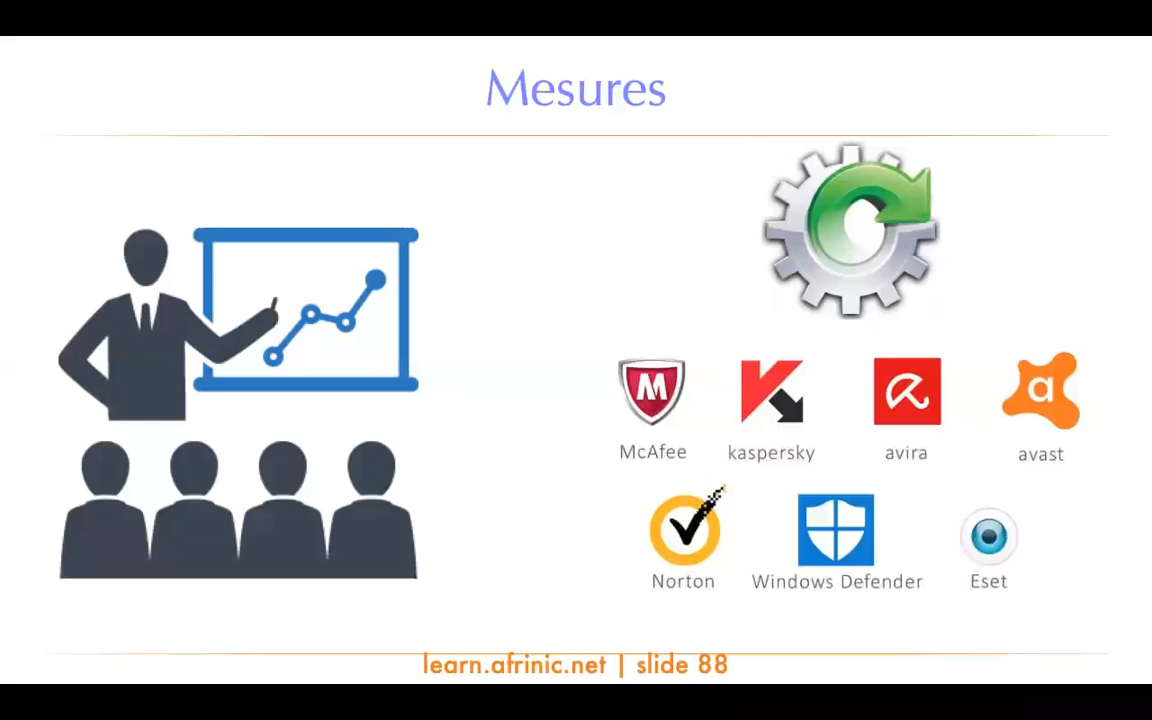 Mesures
M
a
McAfee
kaspersky
avira
avast
Norton
Windows Defender
Eset
learn.afrinic.net | slide 88